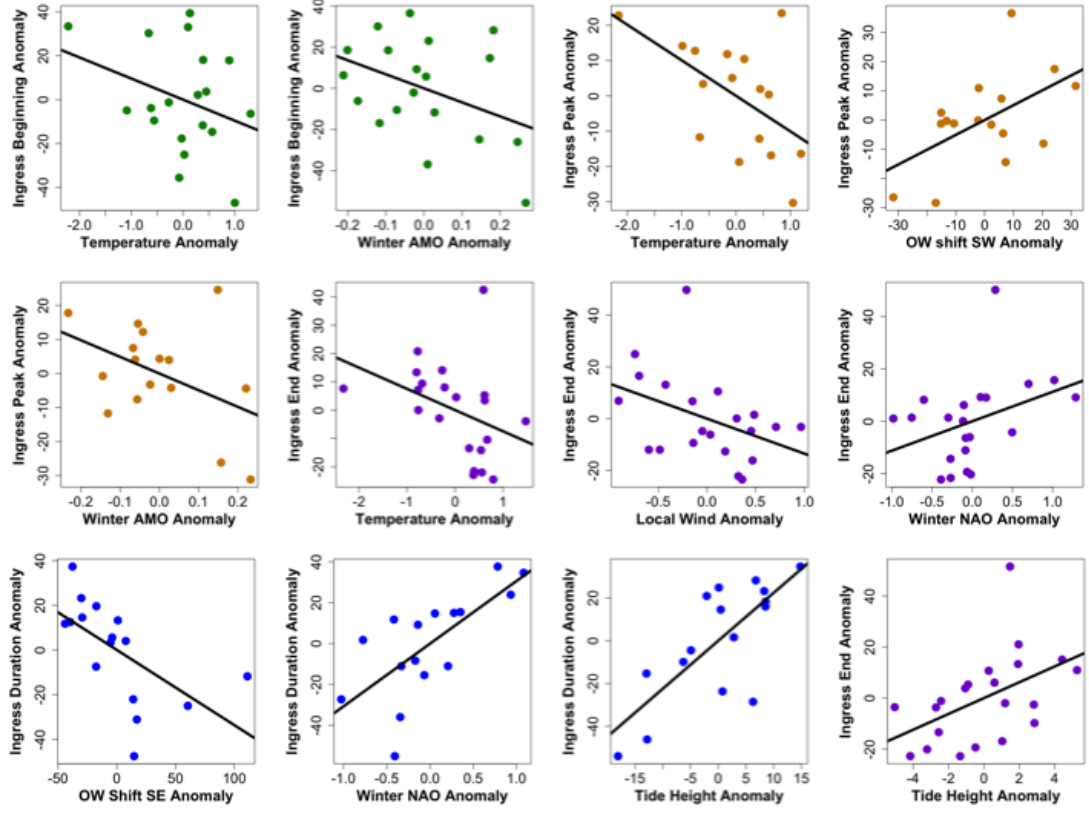 Ingress Beginning Anomaly
40
20
0
-20
-40
-2.0 -1.0 0.0 1.0
Temperature Anomaly
Ingress Beginning Anomaly
40
20
0
-20
-40
-0.2 -0.1 0.0 0.1 0.2
Winter AMO Anomaly
Ingress Peak Anomaly
20
10
0
-10
-20
-30
-2.0 -1.0 0.0 1.0
Temperature Anomaly
Ingress Peak Anomaly
30
10
0
-10
-30
-30 -10 0 10 20 30
OW shift SW Anomaly
Ingress Peak Anomaly
20
10
0
-10
-20
-30
-0.2 -0.1 0.0 0.1 0.2
Winter AMO Anomaly
Ingress End Anomaly
40
30
20
10
0
-20
-2 -1 0 1
Temperature Anomaly
Ingress End Anomaly
40
20
0
-20
-0.5 0.0 0.5 1.0
Local Wind Anomaly
Ingress End Anomaly
40
20
0
-20
-1.0 -0.5 0.0 0.5 1.0
Winter NAO Anomaly
Ingress Duration Anomaly
40
20
0
-20
-40
-50 0 50 100
OW Shift SE Anomaly
Ingress Duration Anomaly
40
20
0
-20
-40
-1.0 -0.5 0.0 0.5 1.0
Winter NAO Anomaly
Ingress Duration Anomaly
20
0
-20
-40
-15 -5 0 5 10 15
Tide Height Anomaly
Ingress End Anomaly
40
20
0
-20
-4 -2 0 2 4
Tide Height Anomaly